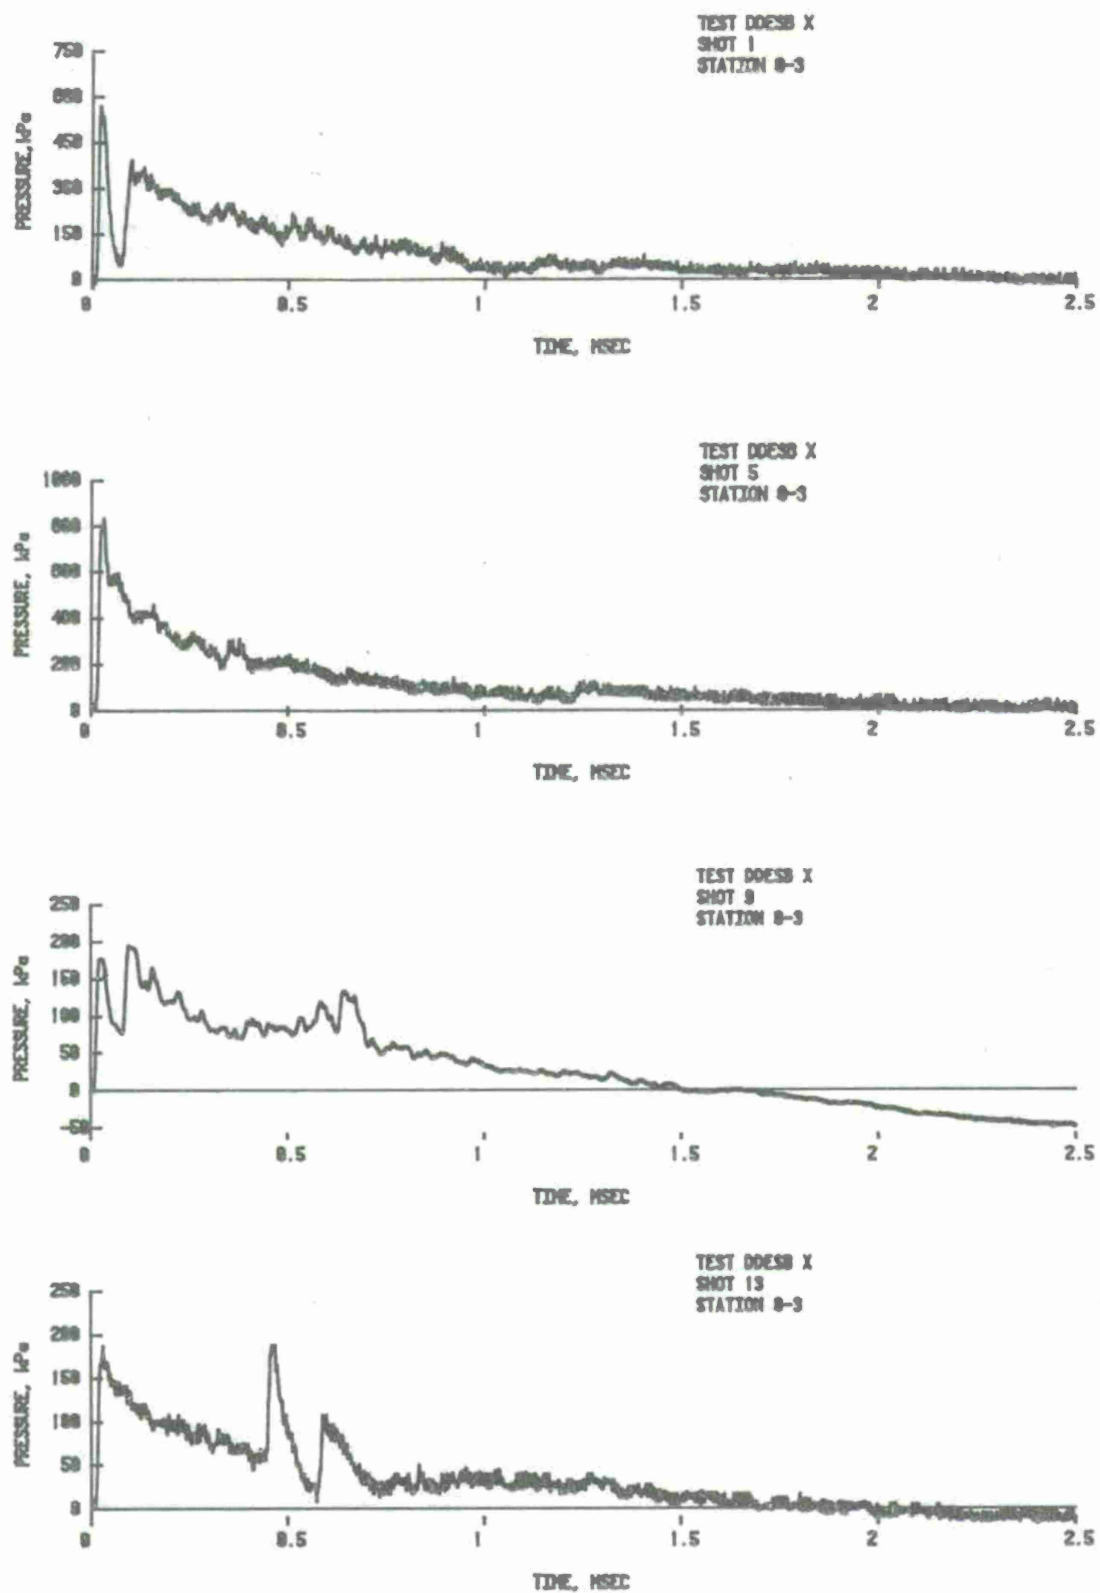 TEST DDESB X
SHOT 1
STATION 8-3
PRESSURE, kPa
750
600
450
300
150
0
0 0.5 1 1.5 2 2.5
TIME, MSEC
TEST DDESB X
SHOT 5
STATION 8-3
PRESSURE, kPa
1000
800
600
400
200
0
0 0.5 1 1.5 2 2.5
TIME, MSEC
TEST DDESB X
SHOT 9
STATION 8-3
PRESSURE, kPa
250
200
150
100
50
0
-50
0 0.5 1 1.5 2 2.5
TIME, MSEC
TEST DDESB X
SHOT 13
STATION 8-3
PRESSURE, kPa
250
200
150
100
50
0
0 0.5 1 1.5 2 2.5
TIME, MSEC